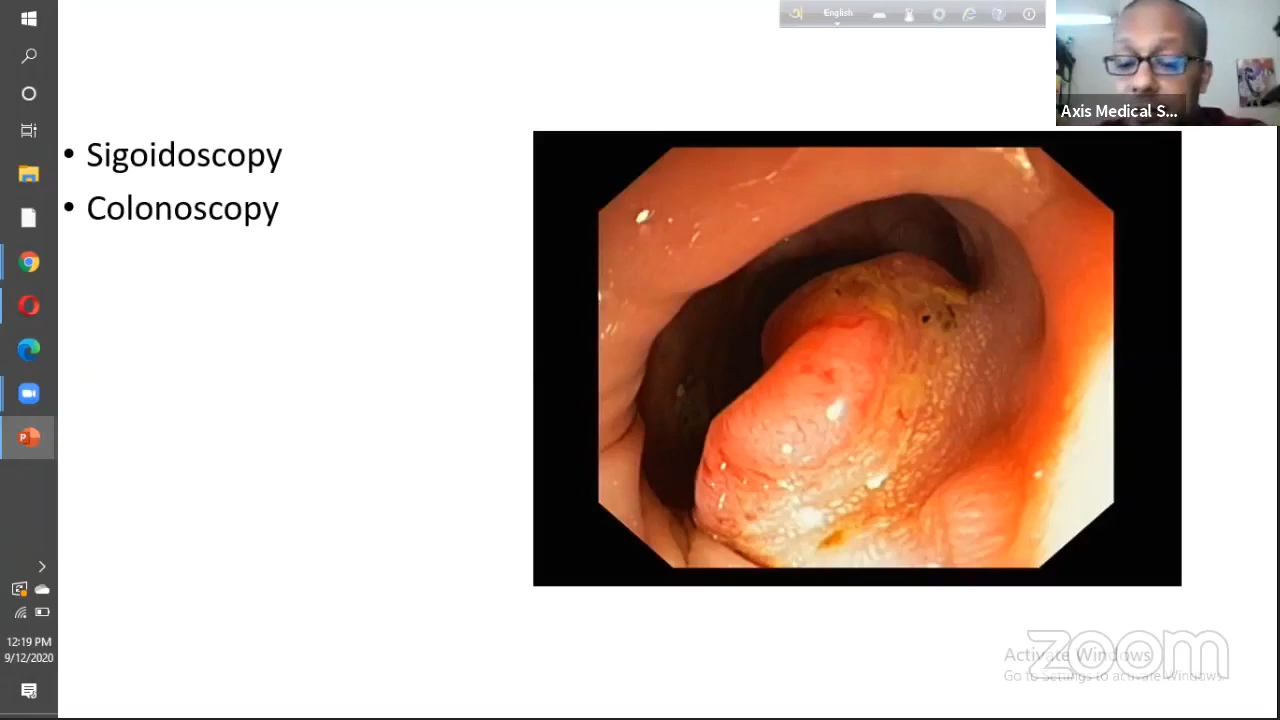 English
Axis Medical S...
• Sigoidoscopy
• Colonoscopy
zoom
Activate Windows
Go to Settings to activate Windows.
12:19 PM
9/12/2020